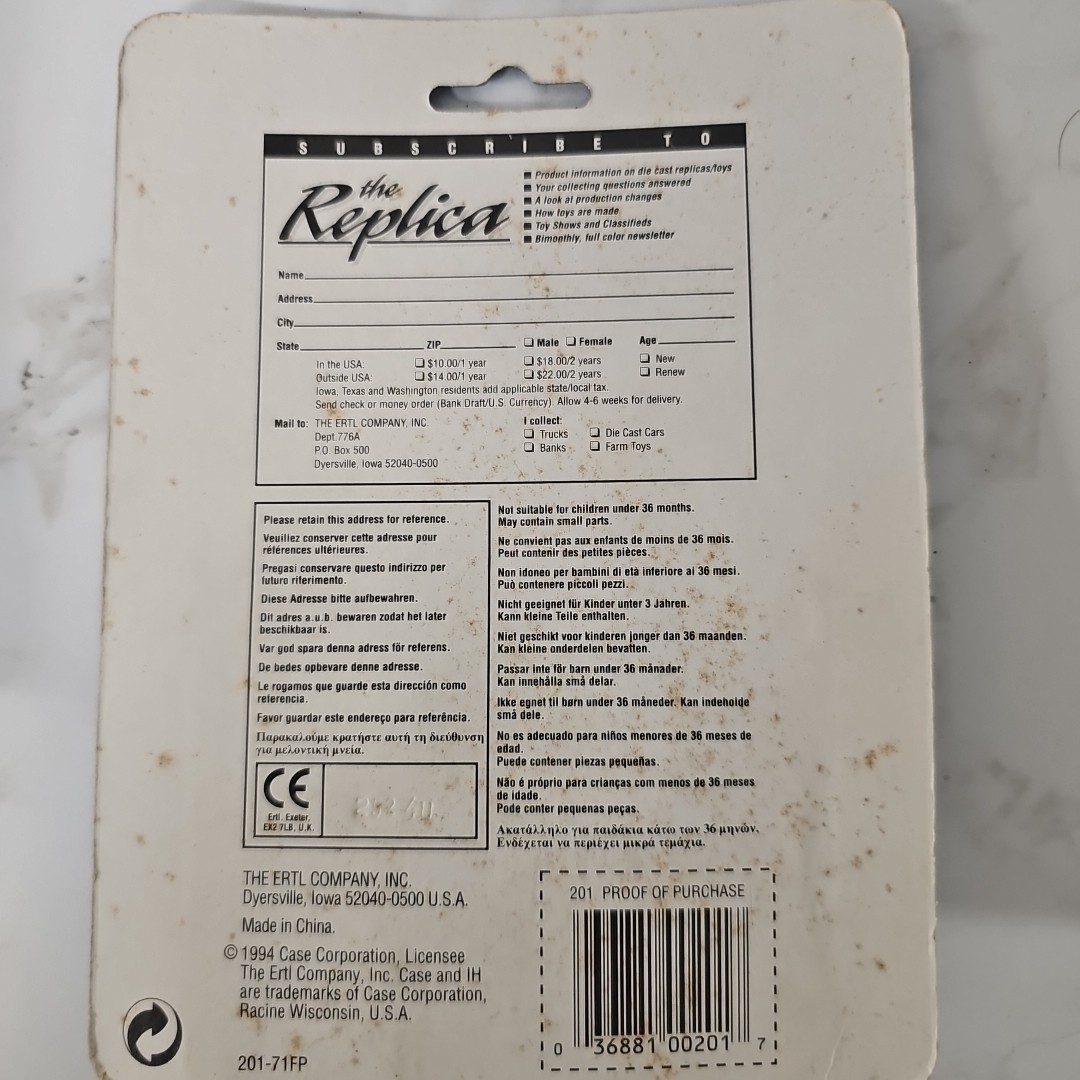 SUBSCRIBE TO
the
Replica
■ Product information on die cast replicas/toys
■ Your collecting questions answered
■ A look at production changes
■ How toys are made
■ Toy Shows and Classifieds
■ Bimonthly, full color newsletter
Name
Address
City
State ZIP ❏ Male ❏ Female Age
In the USA: ❏ $10.00/1 year ❏ $18.00/2 years ❏ New
Outside USA: ❏ $14.00/1 year ❏ $22.00/2 years ❏ Renew
Iowa, Texas and Washington residents add applicable state/local tax.
Send check or money order (Bank Draft/U.S. Currency). Allow 4-6 weeks for delivery.
Mail to: THE ERTL COMPANY, INC.
Dept.776A
P.O. Box 500
Dyersville, Iowa 52040-0500
I collect:
❏ Trucks ❏ Die Cast Cars
❏ Banks ❏ Farm Toys
Please retain this address for reference.
Veuillez conserver cette adresse pour
références ultérieures.
Pregasi conservare questo indirizzo per
futuro riferimento.
Diese Adresse bitte aufbewahren.
Dit adres a.u.b. bewaren zodat het later
beschikbaar is.
Var god spara denna adress för referens.
De bedes opbevare denne adresse.
Le rogamos que guarde esta dirección como
referencia.
Favor guardar este endereço para referência.
Παρακαλούμε κρατήστε αυτή τη διεύθυνση
για μελοντική μνεία.
CE
Ertl. Exeter,
EX2 7LB, U.K.
Not suitable for children under 36 months.
May contain small parts.
Ne convient pas aux enfants de moins de 36 mois.
Peut contenir des petites pièces.
Non idoneo per bambini di età inferiore ai 36 mesi.
Può contenere piccoli pezzi.
Nicht geeignet für Kinder unter 3 Jahren.
Kann kleine Teile enthalten.
Niet geschikt voor kinderen jonger dan 36 maanden.
Kan kleine onderdelen bevatten.
Passar inte för barn under 36 månader.
Kan innehålla små delar.
Ikke egnet til børn under 36 måneder. Kan indeholde
små dele.
No es adecuado para niños menores de 36 meses de
edad.
Puede contener piezas pequeñas.
Não é próprio para crianças com menos de 36 meses
de idade.
Pode conter pequenas peças.
Ακατάλληλο για παιδάκια κάτω των 36 μηνών.
Ενδέχεται να περιέχει μικρά τεμάχια.
THE ERTL COMPANY, INC.
Dyersville, Iowa 52040-0500 U.S.A.
Made in China.
© 1994 Case Corporation, Licensee
The Ertl Company, Inc. Case and IH
are trademarks of Case Corporation,
Racine Wisconsin, U.S.A.
201-71FP
201 PROOF OF PURCHASE
0 36881 00201 7